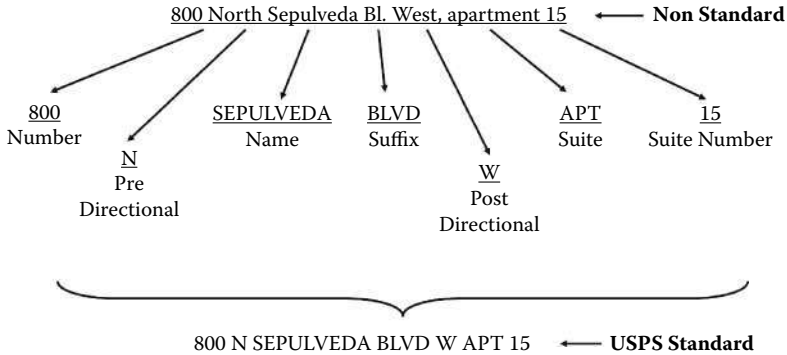 800 North Sepulveda Bl. West, apartment 15
Non Standard
800
Number
N
Pre
Directional
SEPULVEDA
Name
BLVD
Suffix
W
Post
Directional
APT
Suite
15
Suite Number
800 N SEPULVEDA BLVD W APT 15
USPS Standard